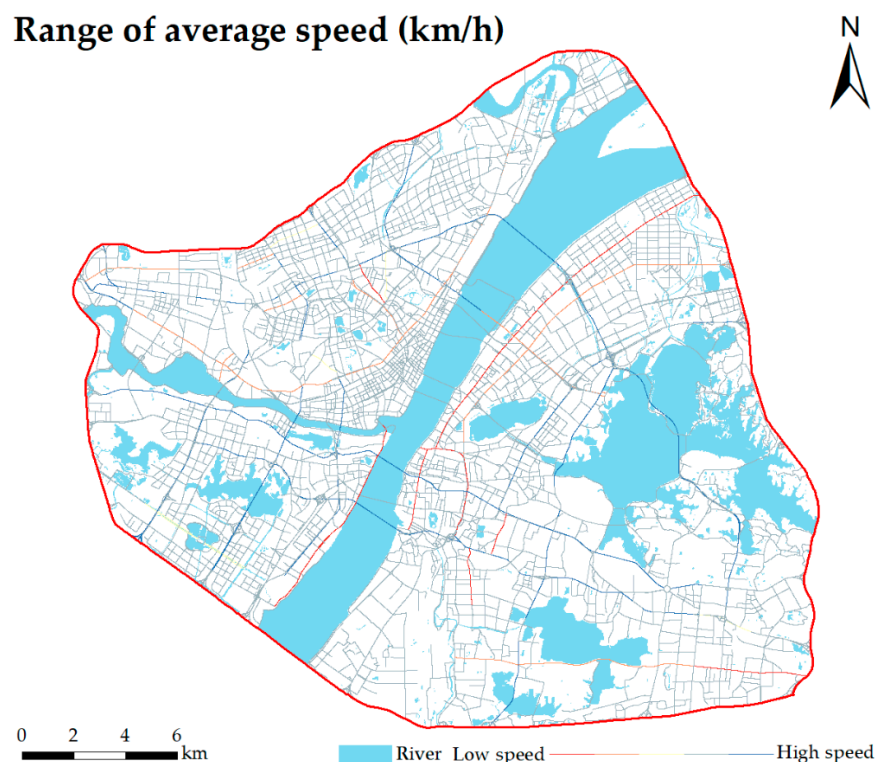 Range of average speed (km/h)
N
0 2 4 6
km
River Low speed High speed